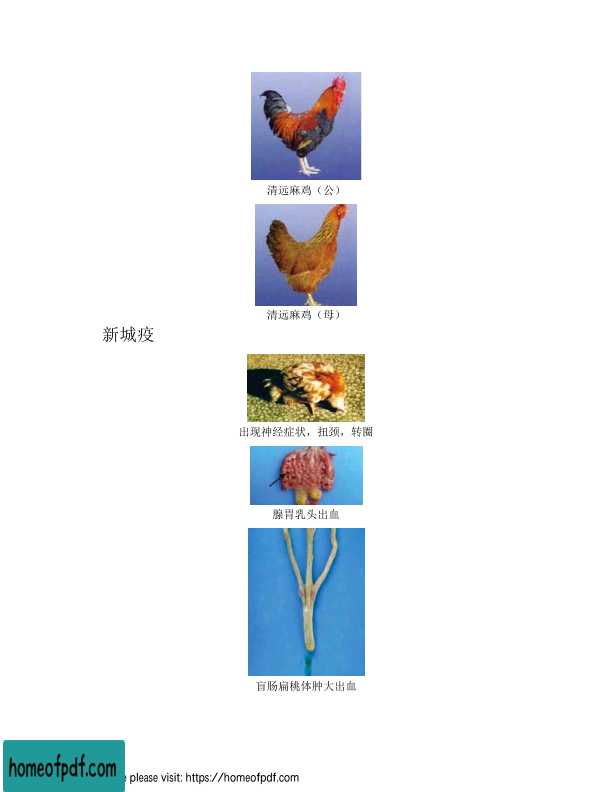 清远麻鸡（公）
清远麻鸡（母）
新城疫
出现神经症状，扭颈，转圈
腺胃乳头出血
盲肠扁桃体肿大出血
homeofpdf.com
e please visit: https://homeofpdf.com